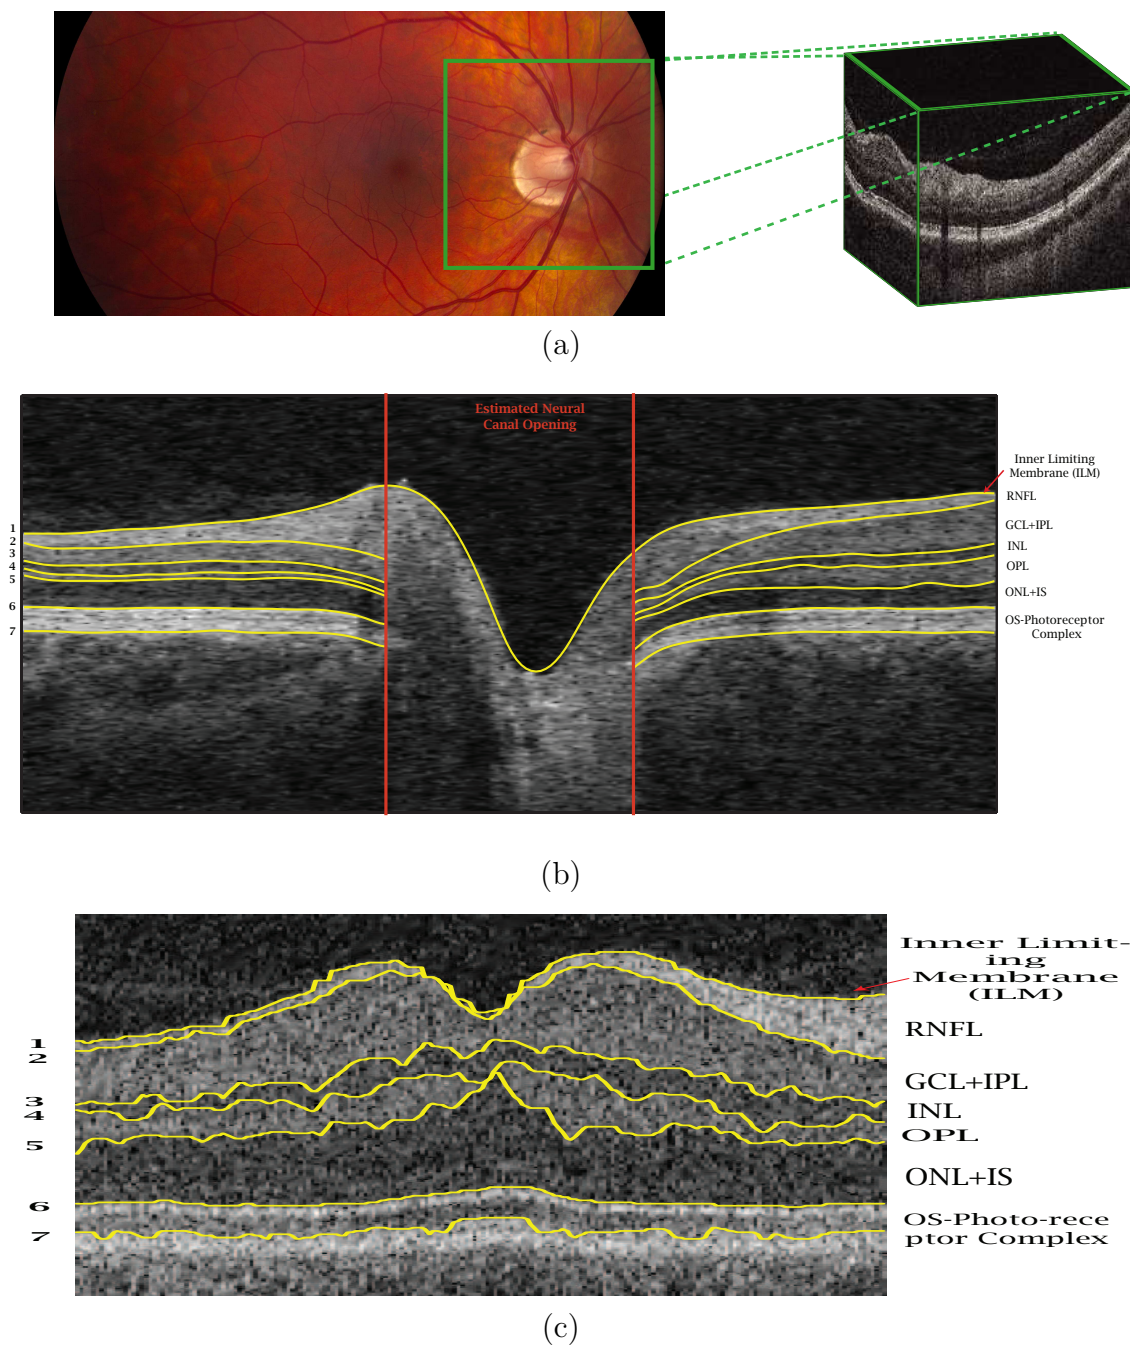 (a)
Estimated Neural
Canal Opening
Inner Limiting
Membrane (ILM)
RNFL
GCL+IPL
INL
OPL
ONL+IS
OS-Photoreceptor
Complex
1
2
3
4
5
6
7
(b)
Inner Limit-
ing
Membrane
(ILM)
RNFL
GCL+IPL
INL
OPL
ONL+IS
OS-Photo-rece
ptor Complex
1
2
3
4
5
6
7
(c)